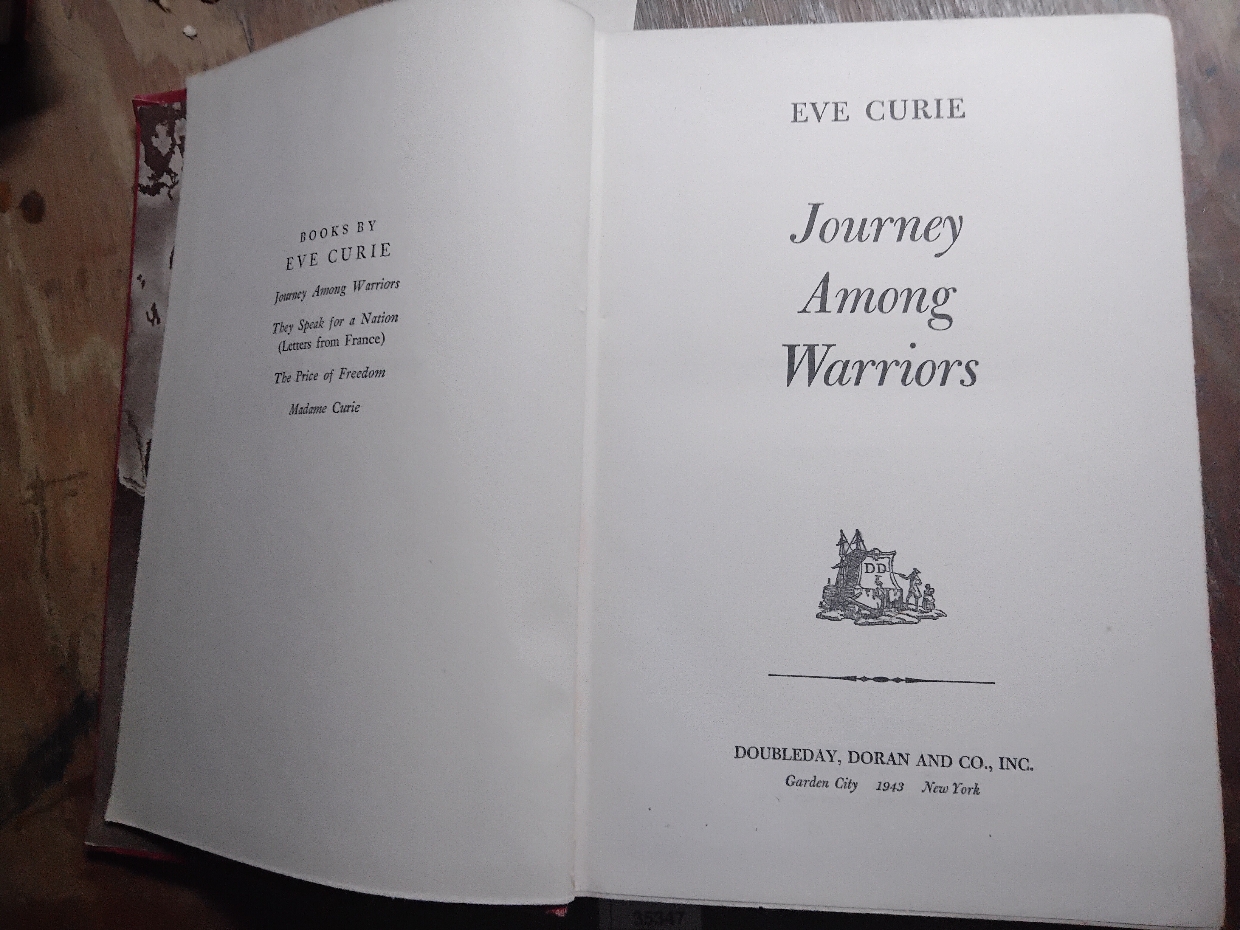 BOOKS BY
EVE CURIE
Journey Among Warriors
They Speak for a Nation
(Letters from France)
The Price of Freedom
Madame Curie
EVE CURIE
Journey
Among
Warriors
DD
DOUBLEDAY, DORAN AND CO., INC.
Garden City 1943 New York
35347